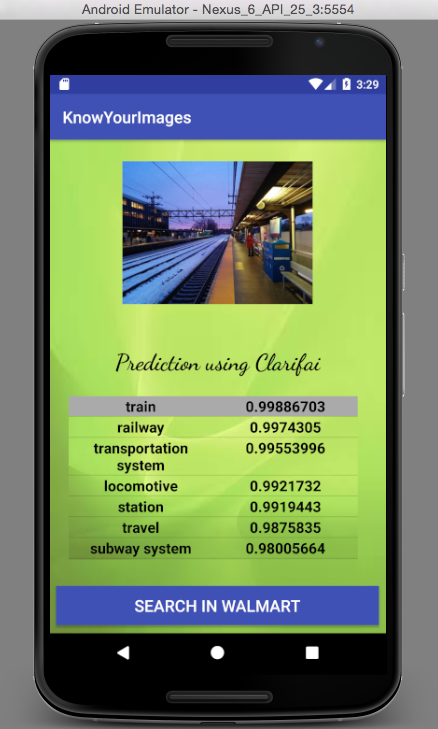 Android Emulator - Nexus_6_API_25_3:5554
3:29
KnowYourImages
Prediction using Clarifai
train 0.99886703
railway 0.9974305
transportation 0.99553996
system
locomotive 0.9921732
station 0.9919443
travel 0.9875835
subway system 0.98005664
SEARCH IN WALMART